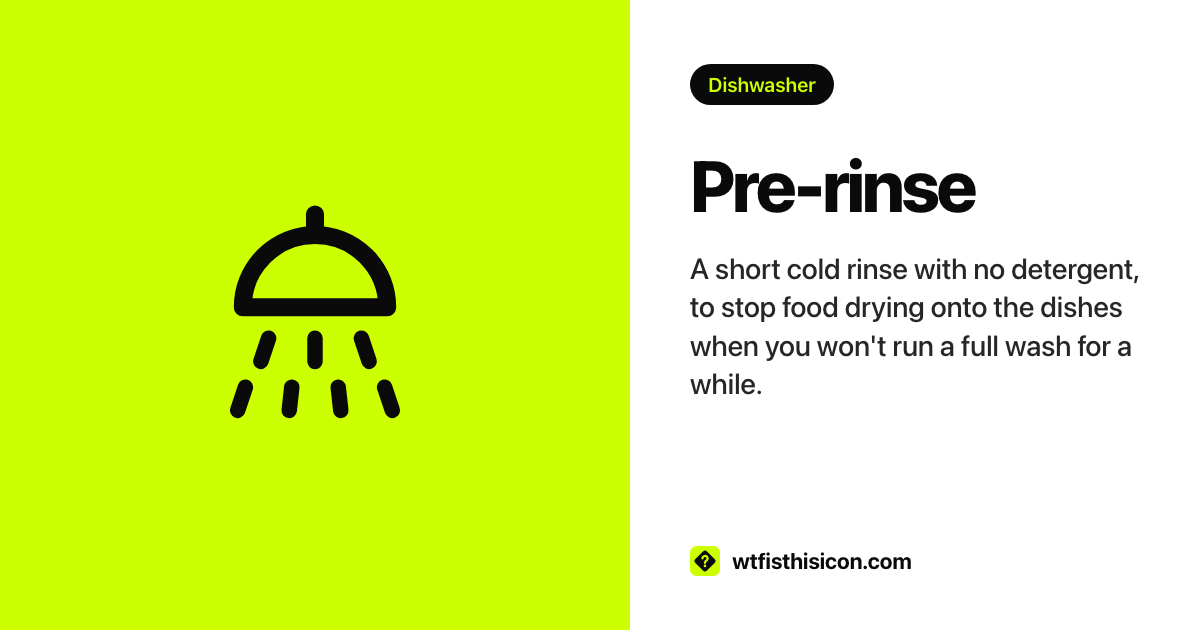 Dishwasher
Pre-rinse
A short cold rinse with no detergent,
to stop food drying onto the dishes
when you won't run a full wash for a
while.
?
wtfisthisicon.com